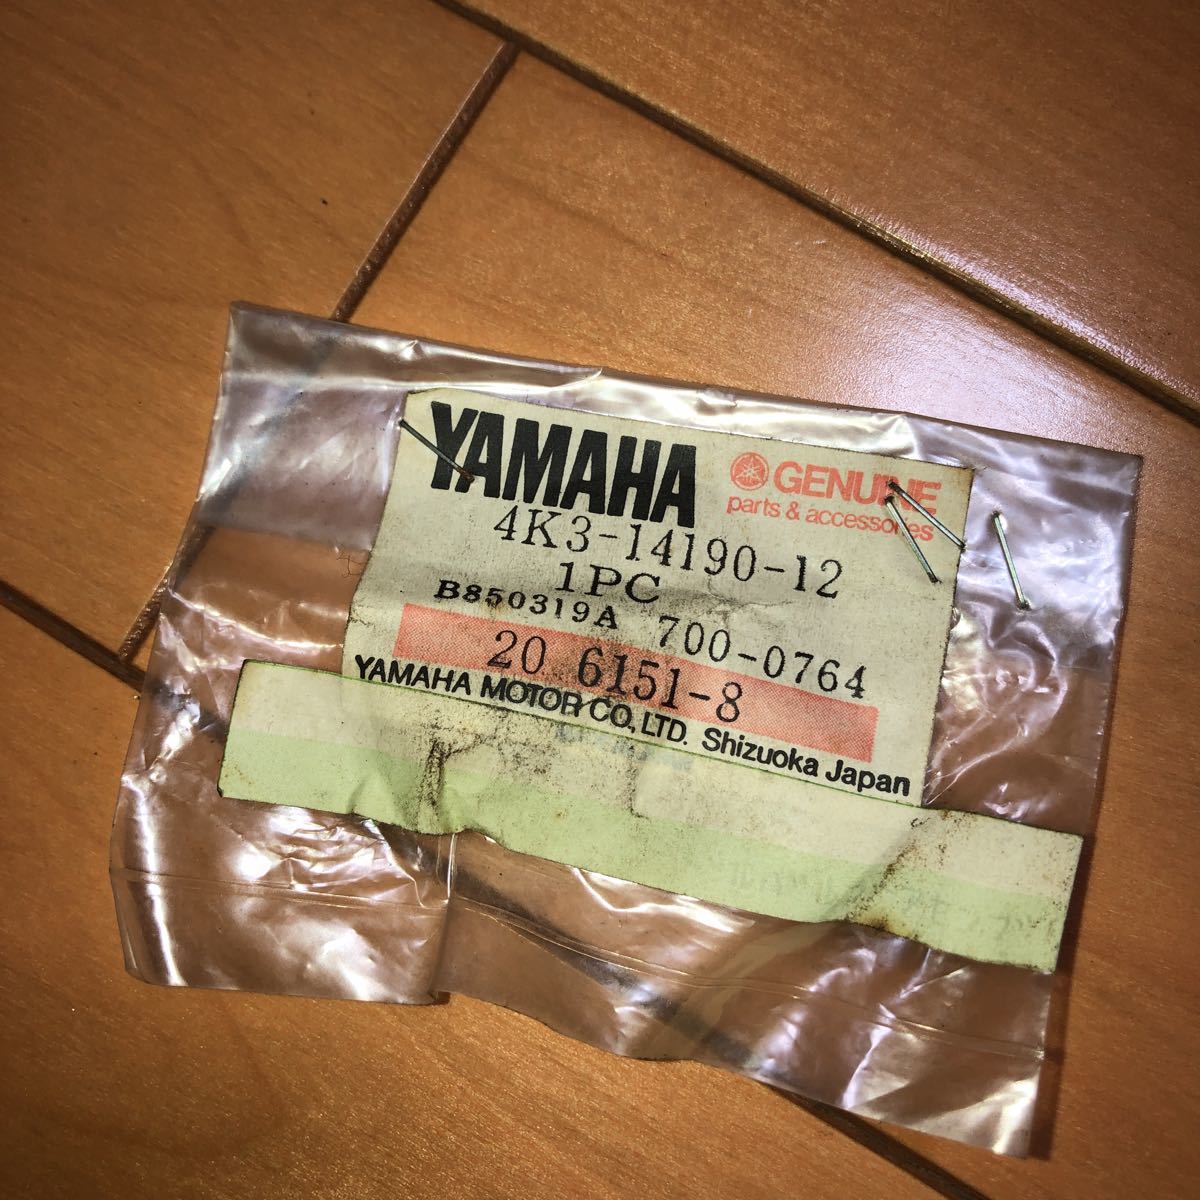 YAMAHA
GENUINE
parts & accessories
4K3-14190-12
1PC
B850319A 700-0764
20 6151-8
YAMAHA MOTOR CO., LTD. Shizuoka Japan